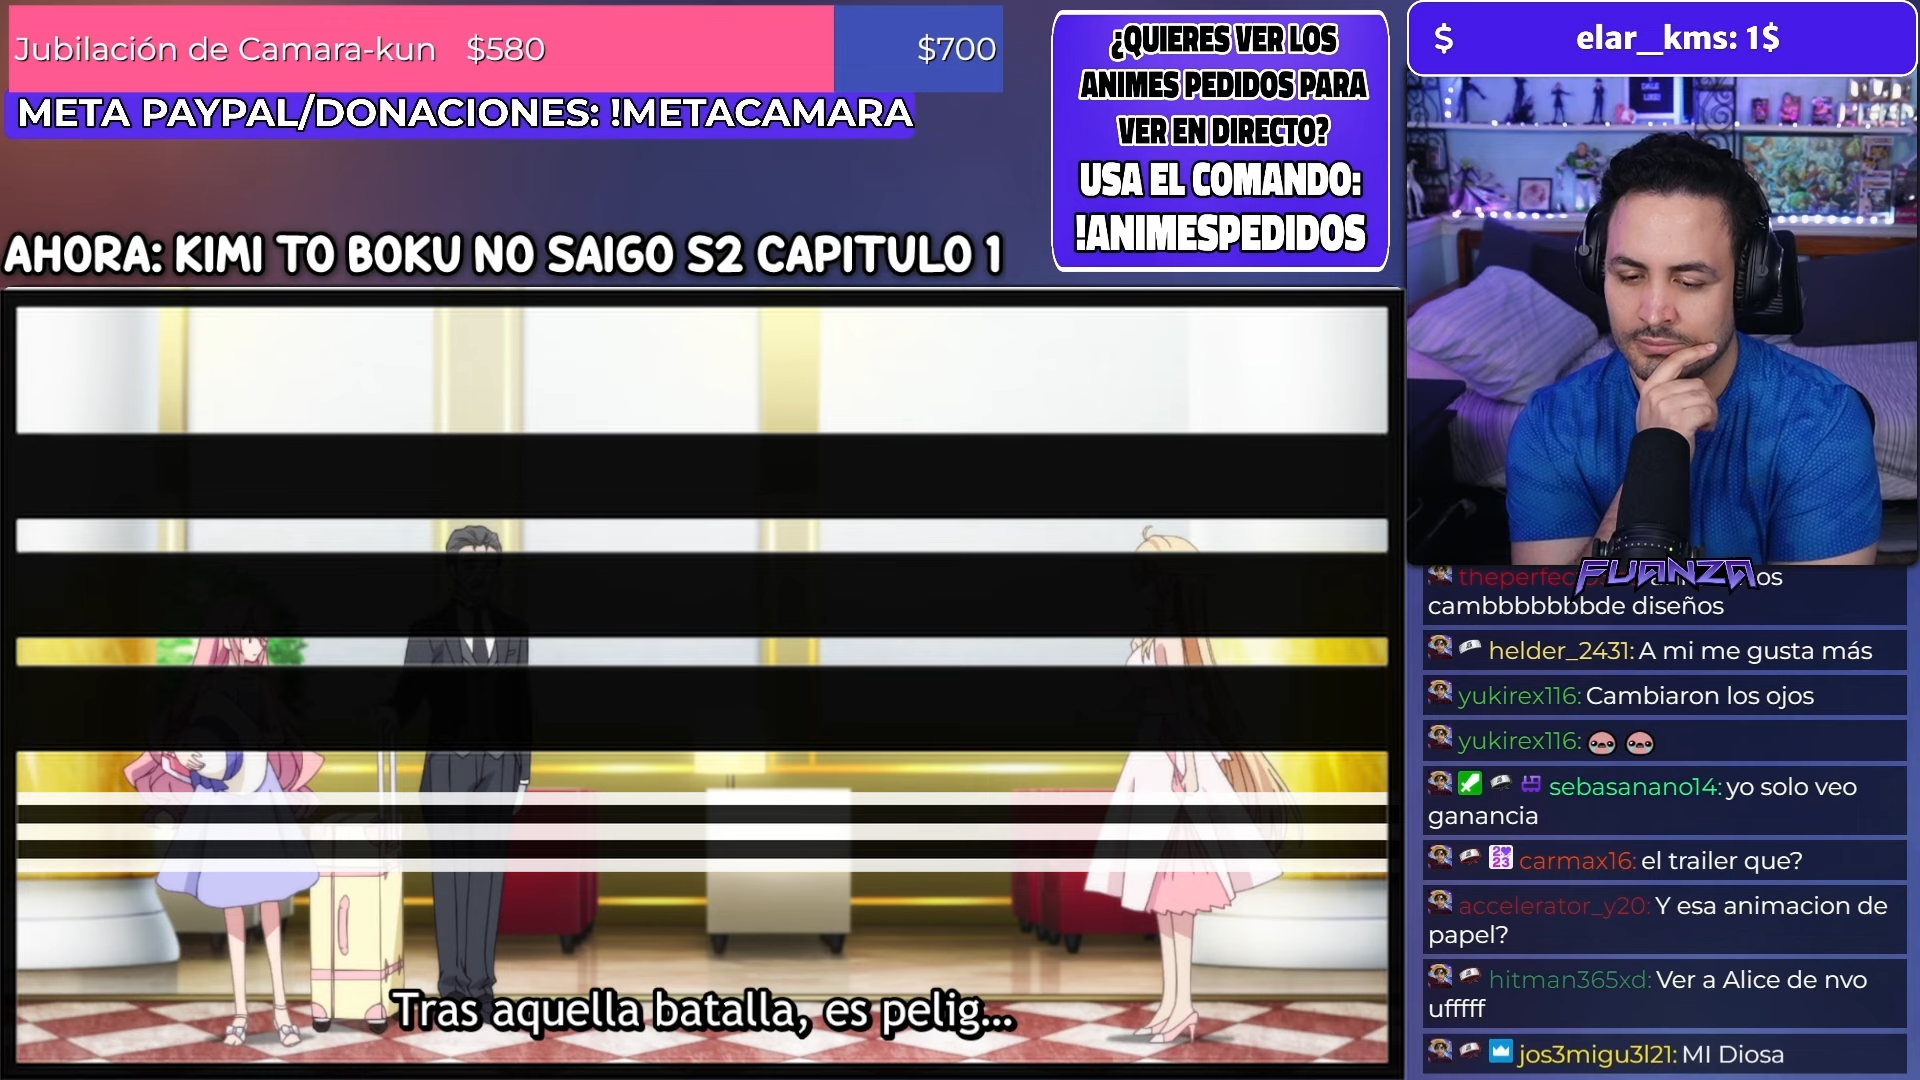 Jubilación de Camara-kun $580 $700
META PAYPAL/DONACIONES: !METACAMARA
¿QUIERES VER LOS
ANIMES PEDIDOS PARA
VER EN DIRECTO?
USA EL COMANDO:
!ANIMESPEDIDOS
$ elar__kms: 1$
AHORA: KIMI TO BOKU NO SAIGO S2 CAPITULO 1
Tras aquella batalla, es pelig...
FUANZA
theperfec os
cambbbbbbbde diseños
helder_2431: A mi me gusta más
yukirex116: Cambiaron los ojos
yukirex116:
sebasanano14: yo solo veo
ganancia
carmax16: el trailer que?
accelerator_y20: Y esa animacion de
papel?
hitman365xd: Ver a Alice de nvo
ufffff
jos3migu3l21: MI Diosa